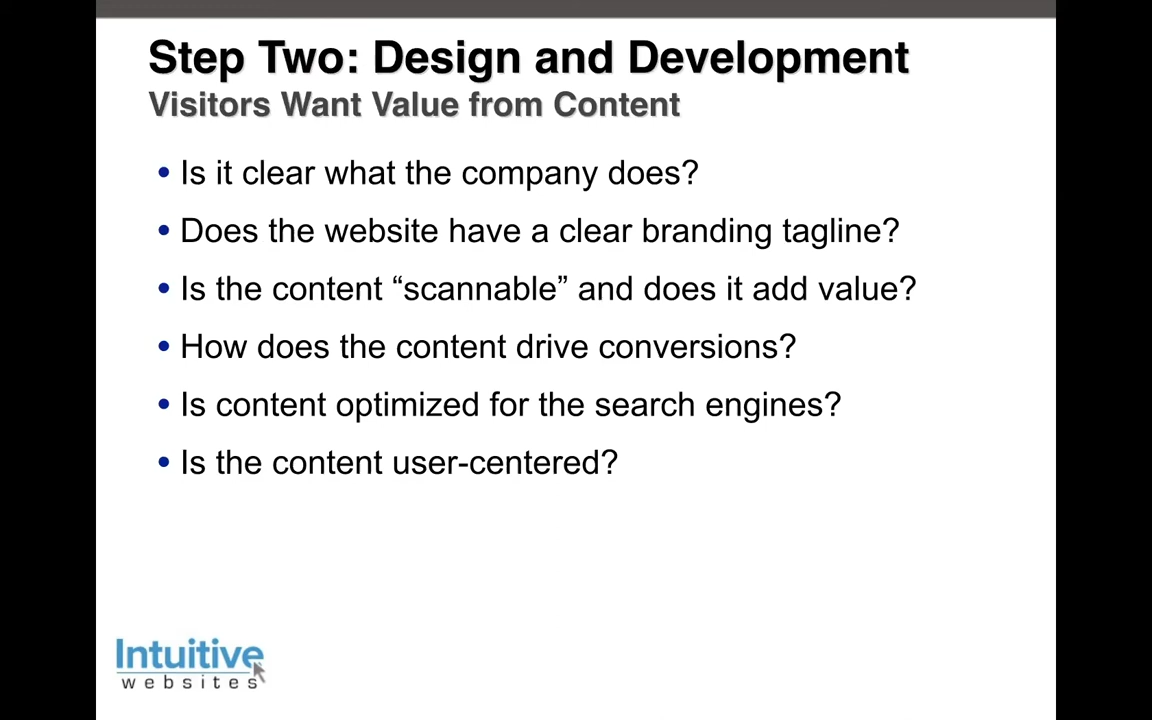 Step Two: Design and Development
Visitors Want Value from Content
• Is it clear what the company does?
• Does the website have a clear branding tagline?
• Is the content “scannable” and does it add value?
• How does the content drive conversions?
• Is content optimized for the search engines?
• Is the content user-centered?
Intuitive
websites